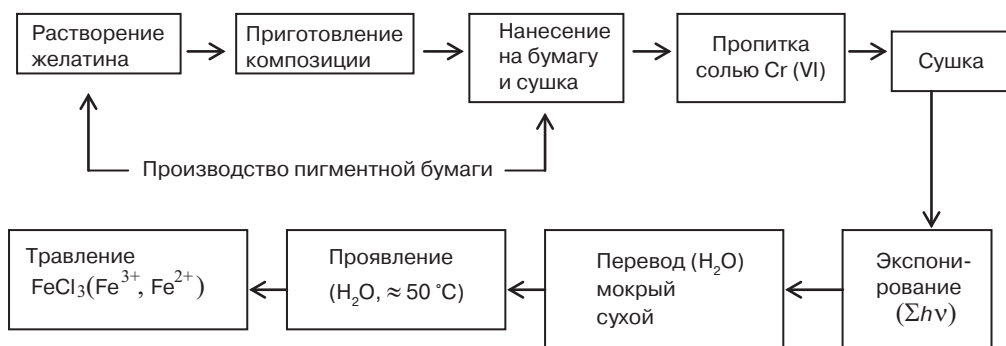 Растворение
желатина
Приготовление
композиции
Нанесение
на бумагу
и сушка
Пропитка
солью Cr (VI)
Сушка
Производство пигментной бумаги
Травление
FeCl₃(Fe³⁺, Fe²⁺)
Проявление
(H₂O, ≈ 50 °C)
Перевод (H₂O)
мокрый
сухой
Экспони-
рование
(Σhν)